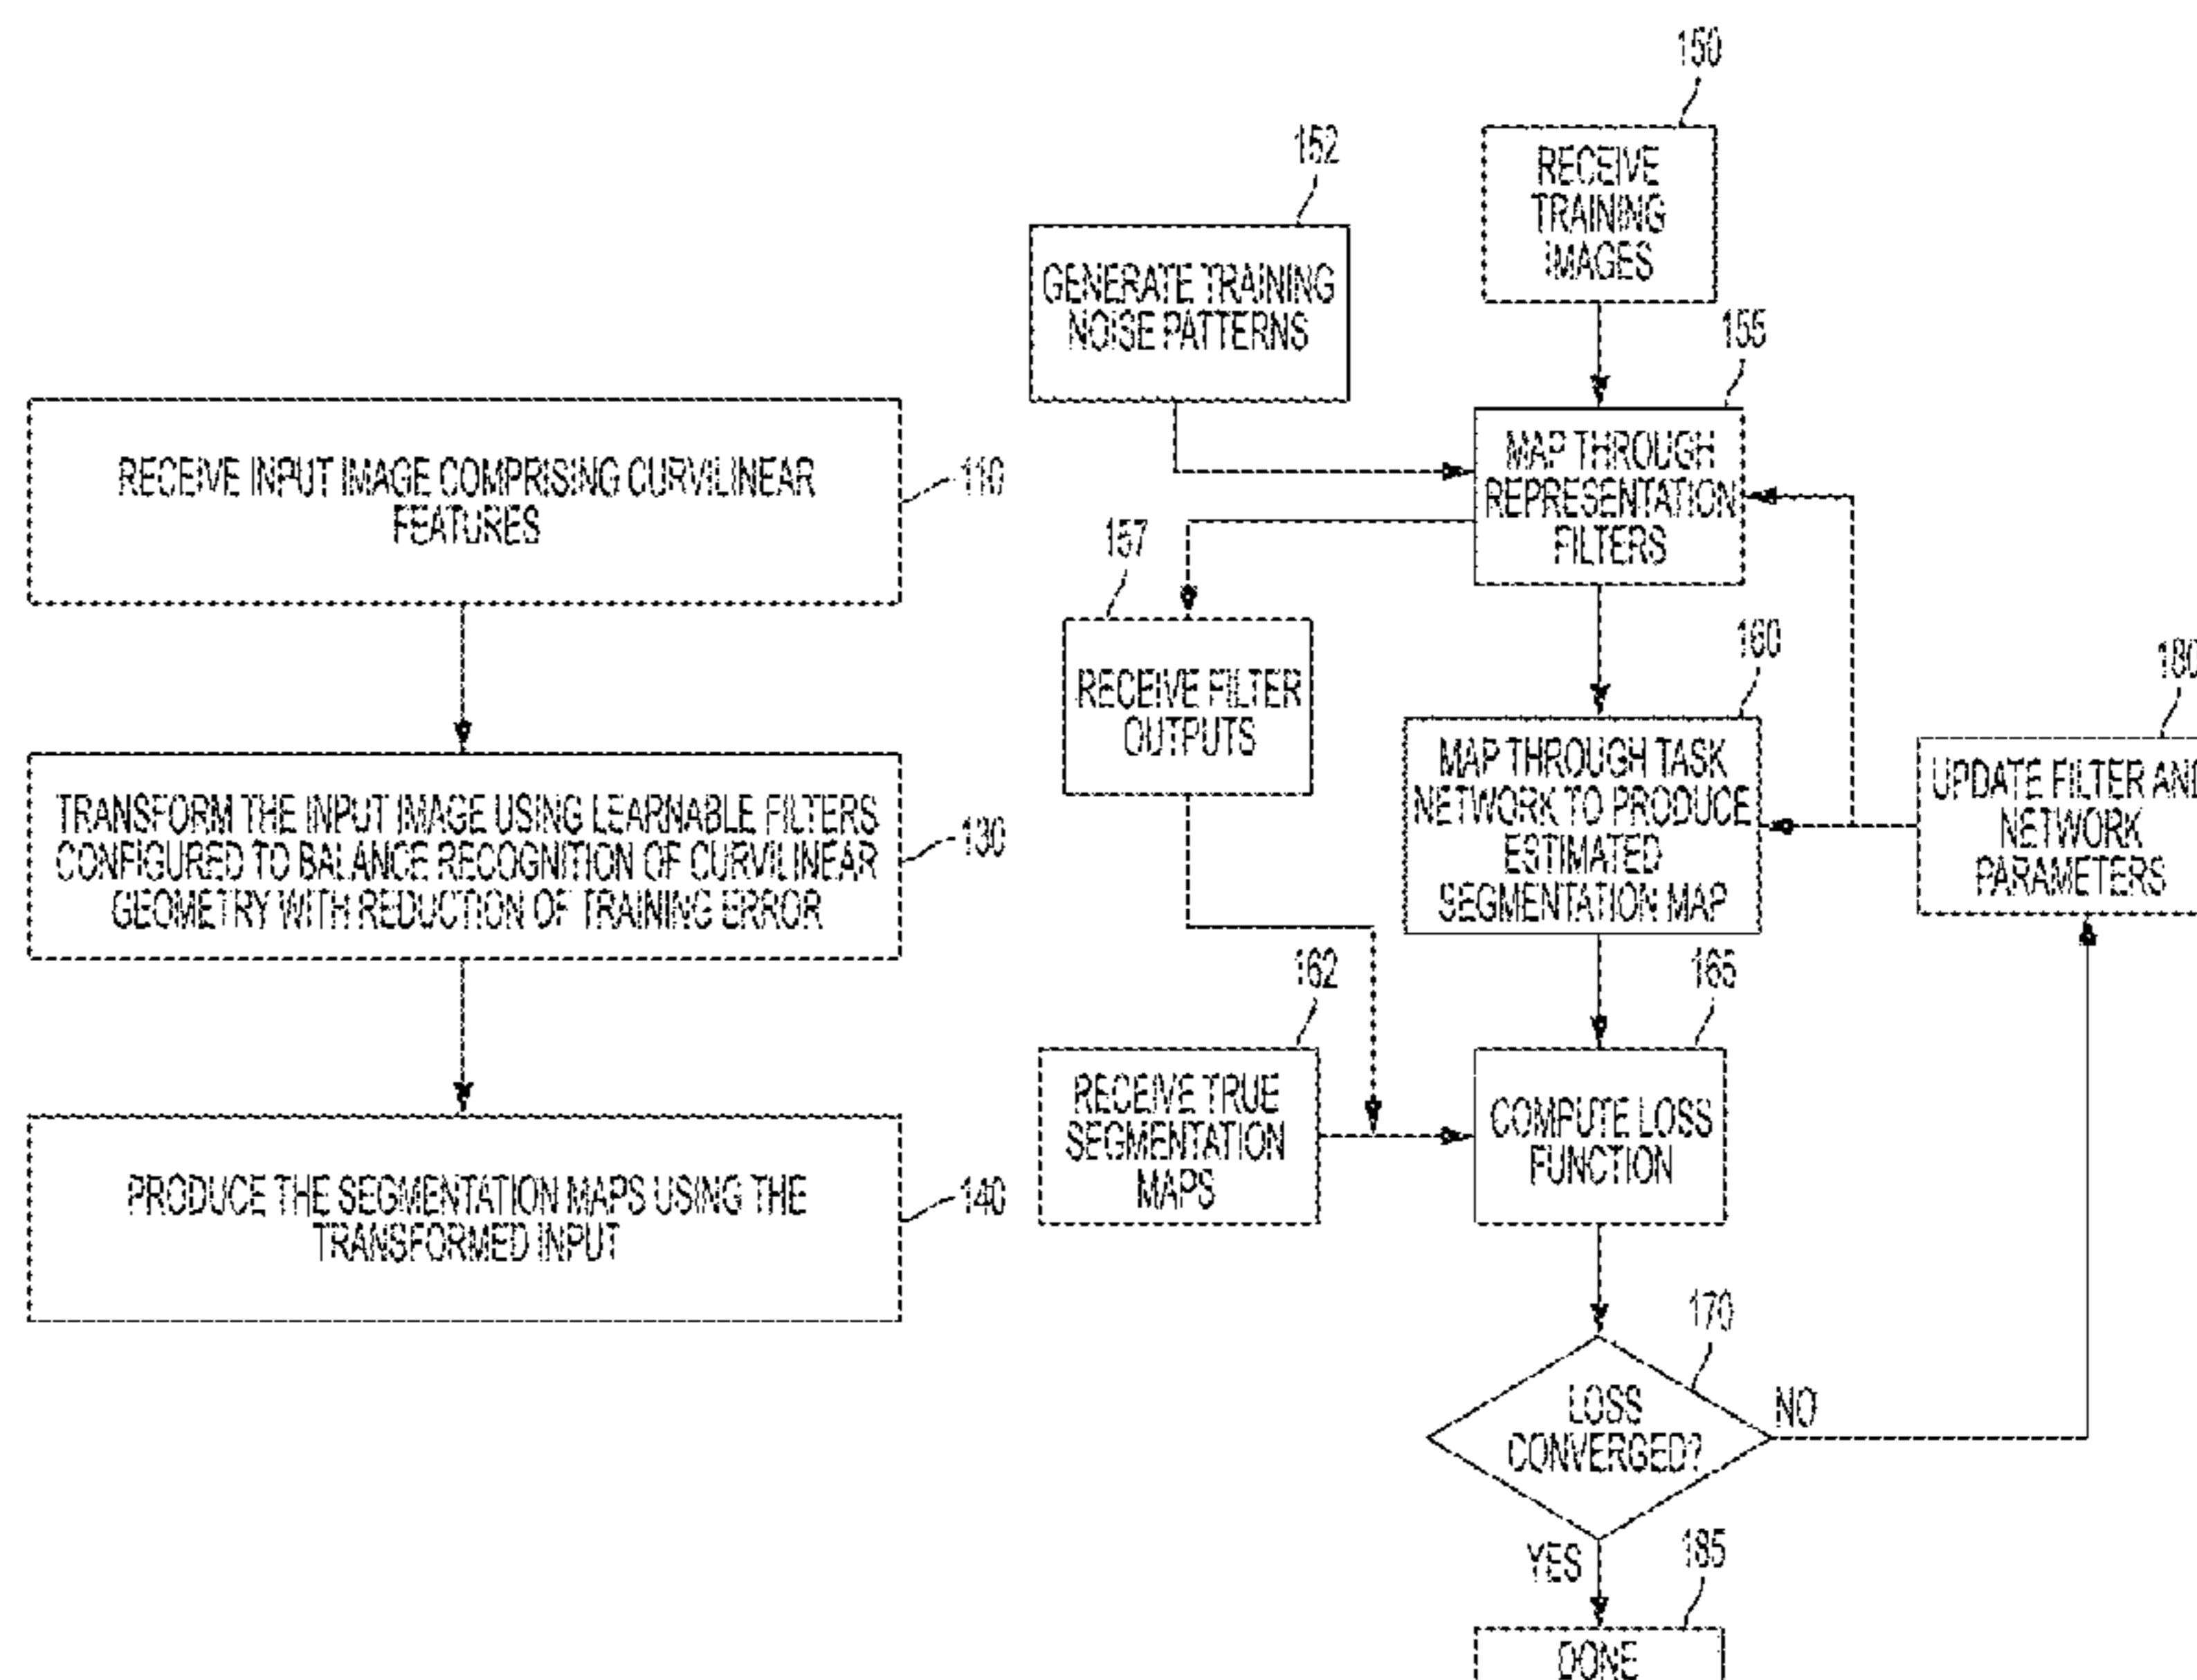 RECEIVE INPUT IMAGE COMPRISING CURVILINEAR
FEATURES
110
TRANSFORM THE INPUT IMAGE USING LEARNABLE FILTERS
CONFIGURED TO BALANCE RECOGNITION OF CURVILINEAR
GEOMETRY WITH REDUCTION OF TRAINING ERROR
130
PRODUCE THE SEGMENTATION MAPS USING THE
TRANSFORMED INPUT
140
150
RECEIVE
TRAINING
IMAGES
152
GENERATE TRAINING
NOISE PATTERNS
155
MAP THROUGH
REPRESENTATION
FILTERS
157
RECEIVE FILTER
OUTPUTS
160
MAP THROUGH TASK
NETWORK TO PRODUCE
ESTIMATED
SEGMENTATION MAP
180
UPDATE FILTER AND
NETWORK
PARAMETERS
162
RECEIVE TRUE
SEGMENTATION
MAPS
165
COMPUTE LOSS
FUNCTION
170
LOSS
CONVERGED?
NO
YES
185
DONE